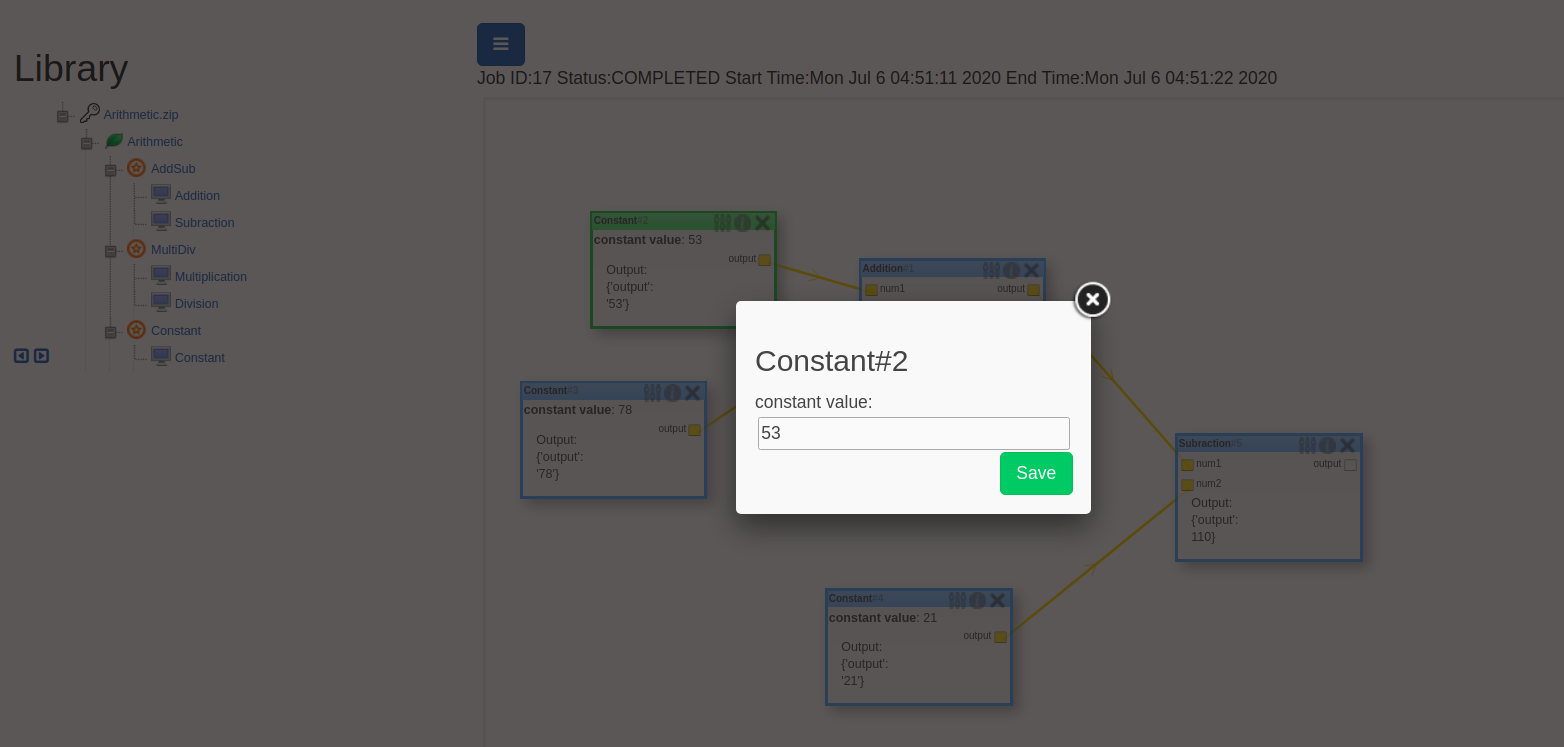 Library
Arithmetic.zip
Arithmetic
AddSub
Addition
Subraction
MultiDiv
Multiplication
Division
Constant
Constant
Job ID:17 Status:COMPLETED Start Time:Mon Jul 6 04:51:11 2020 End Time:Mon Jul 6 04:51:22 2020
Constant#2
constant value: 53
output
Output:
{'output':
'53'}
Addition#1
num1 output
Constant#3
constant value: 78
output
Output:
{'output':
'78'}
Constant#2
constant value:
53
Save
Subraction#5
num1 output
num2
Output:
{'output':
110}
Constant#4
constant value: 21
output
Output:
{'output':
'21'}